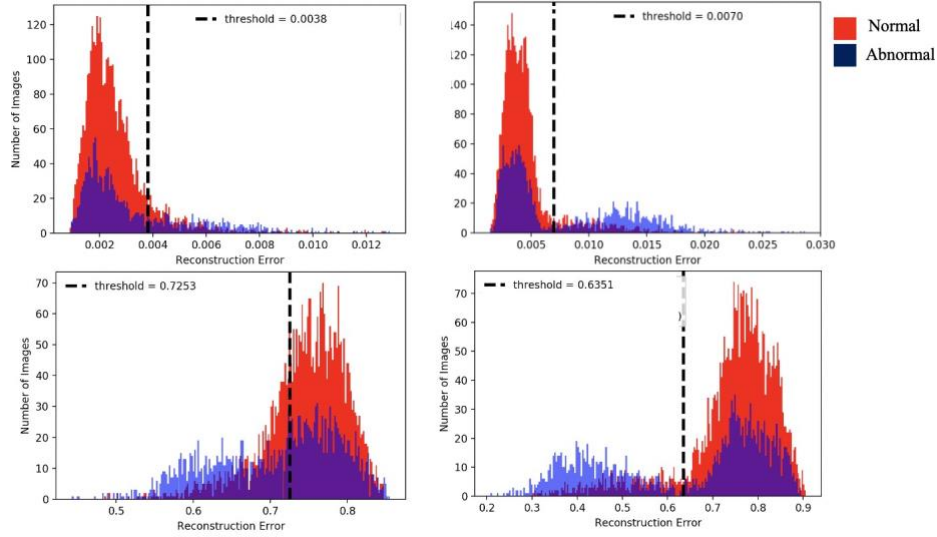 threshold = 0.0038
120
100
80
60
40
20
0
Number of Images
0.002 0.004 0.006 0.008 0.010 0.012
Reconstruction Error
threshold = 0.0070
140
120
100
80
60
40
20
0
0.005 0.010 0.015 0.020 0.025 0.030
Reconstruction Error
Normal
Abnormal
threshold = 0.7253
70
60
50
40
30
20
10
0
Number of Images
0.5 0.6 0.7 0.8
Reconstruction Error
threshold = 0.6351
70
60
50
40
30
20
10
0
Number of Images
0.2 0.3 0.4 0.5 0.6 0.7 0.8 0.9
Reconstruction Error